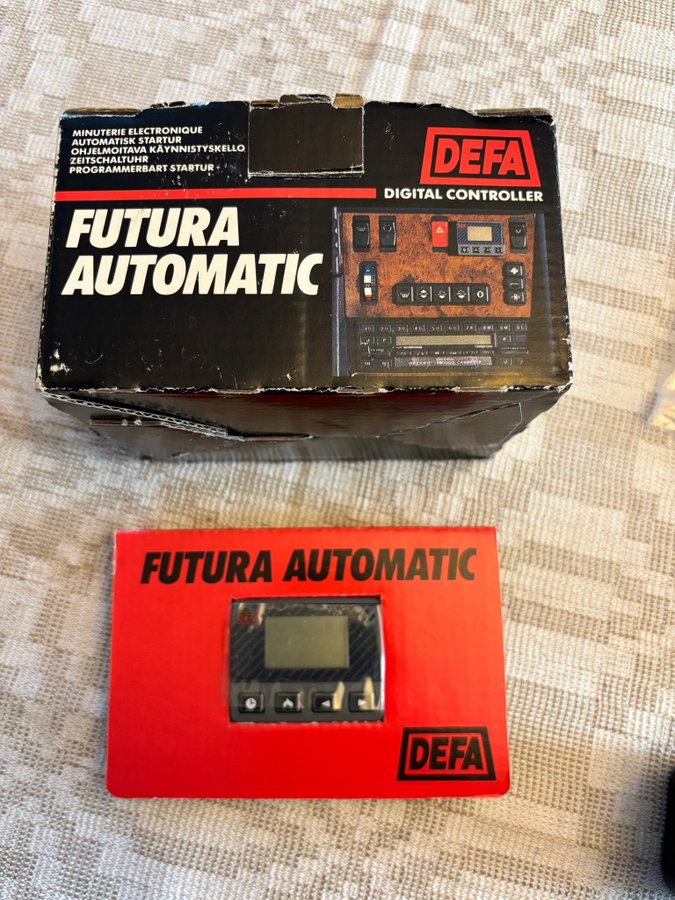 MINUTERIE ELECTRONIQUE
AUTOMATISK STARTUR
OHJELMOITAVA KÄYNNISTYSKELLO
ZEITSCHALTUHR
PROGRAMMERBART STARTUR
DEFA
DIGITAL CONTROLLER
FUTURA
AUTOMATIC
FUTURA AUTOMATIC
DEFA